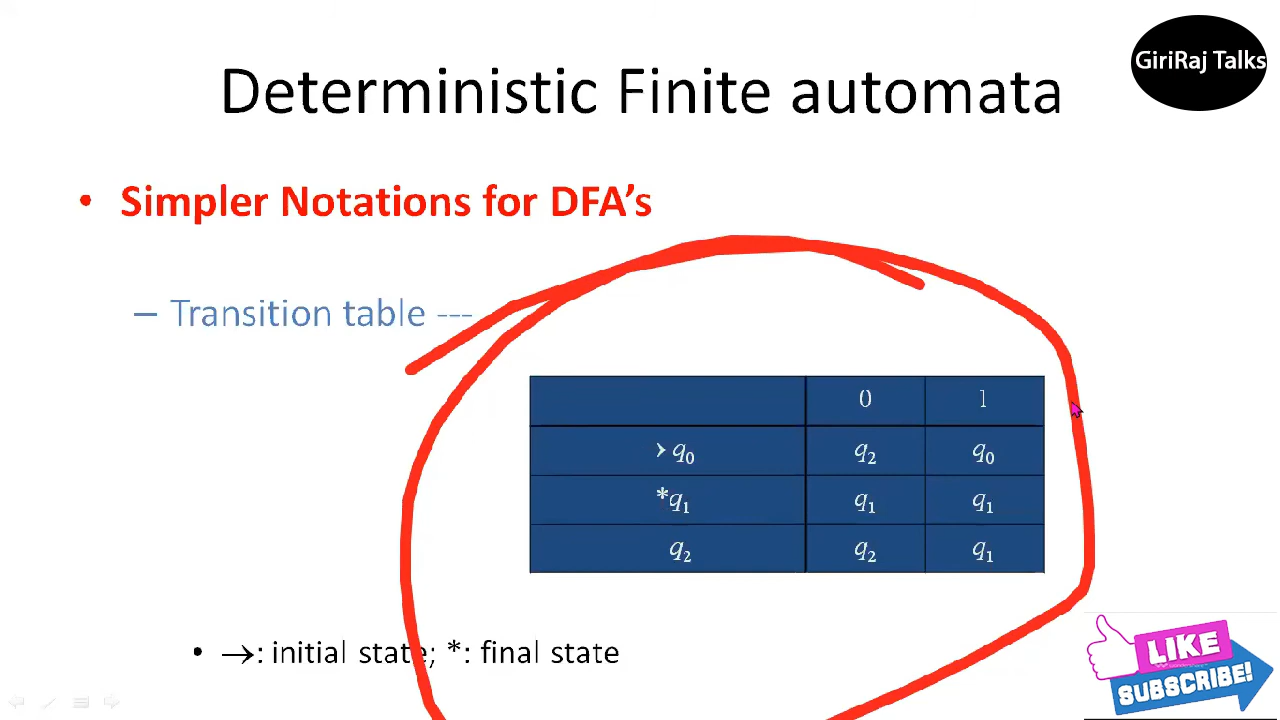 GiriRaj Talks
Deterministic Finite automata
• Simpler Notations for DFA’s
– Transition table ---
0 1
→q₀ q₂ q₀
*q₁ q₁ q₁
q₂ q₂ q₁
• →: initial state; *: final state
LIKE
SUBSCRIBE!